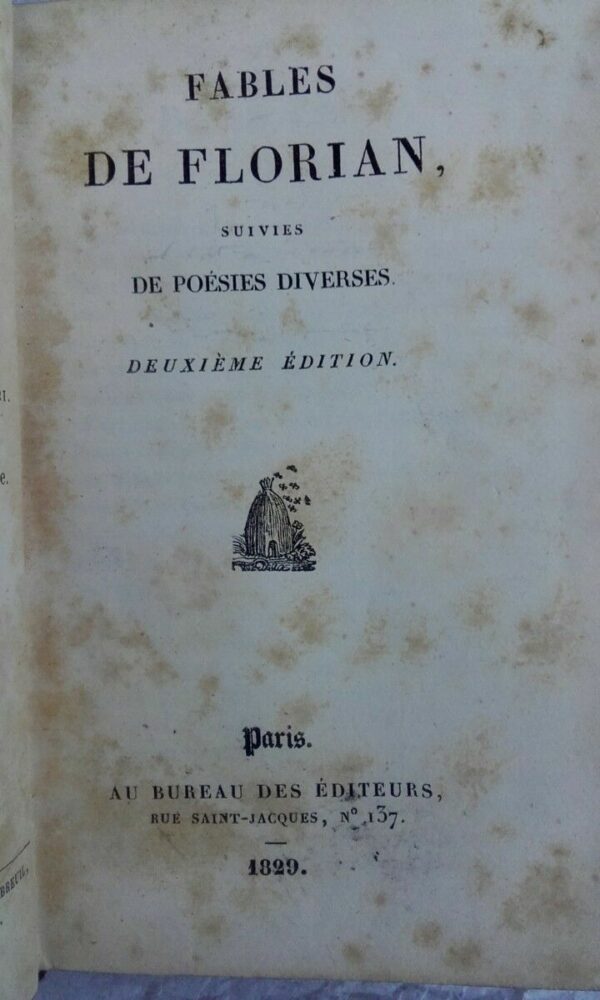 FABLES
DE FLORIAN,
SUIVIES
DE POÉSIES DIVERSES.
DEUXIÈME ÉDITION.
Paris.
AU BUREAU DES ÉDITEURS,
RUE SAINT-JACQUES, Nº 137.
1829.